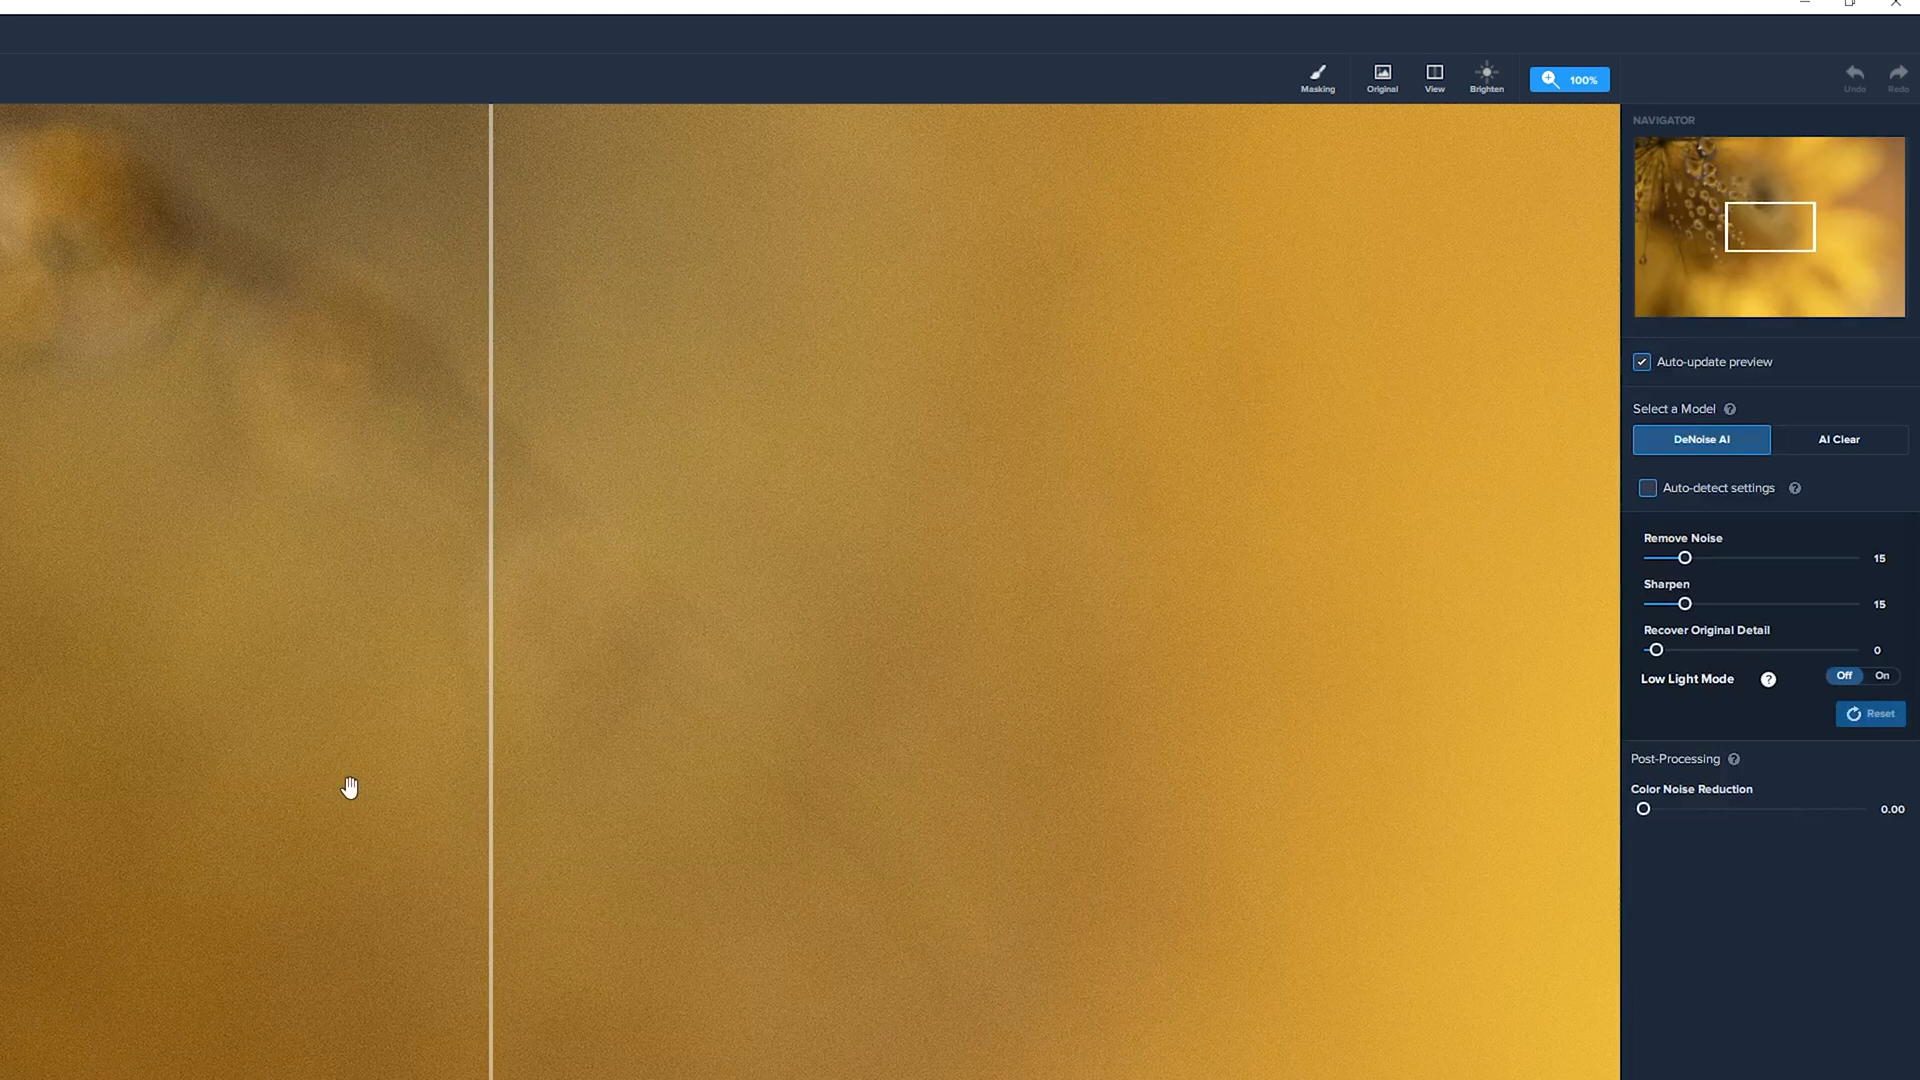 Masking
Original
View
Brighten
100%
Undo
Redo
NAVIGATOR
Auto-update preview
Select a Model ?
DeNoise AI
AI Clear
Auto-detect settings ?
Remove Noise
15
Sharpen
15
Recover Original Detail
0
Low Light Mode ? Off On
Reset
Post-Processing ?
Color Noise Reduction
0.00